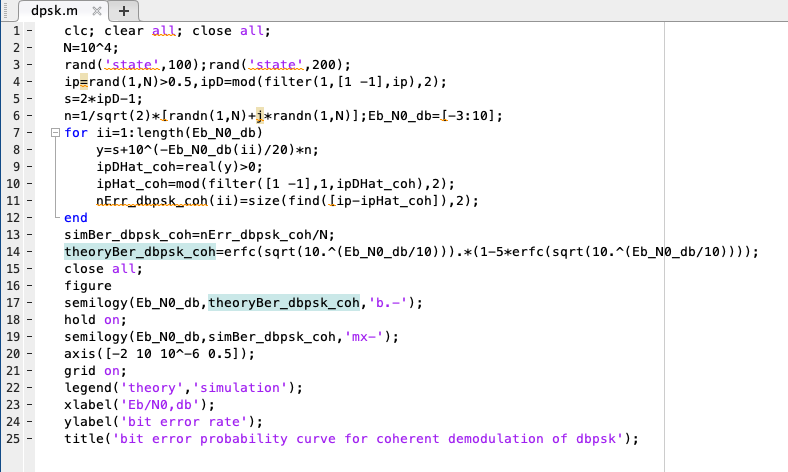 dpsk.m
1 - clc; clear all; close all;
2 - N=10^4;
3 - rand('state',100);rand('state',200);
4 - ip=rand(1,N)>0.5,ipD=mod(filter(1,[1 -1],ip),2);
5 - s=2*ipD-1;
6 - n=1/sqrt(2)*[randn(1,N)+j*randn(1,N)];Eb_N0_db=[-3:10];
7 - for ii=1:length(Eb_N0_db)
8 - y=s+10^(-Eb_N0_db(ii)/20)*n;
9 - ipDHat_coh=real(y)>0;
10 - ipHat_coh=mod(filter([1 -1],1,ipDHat_coh),2);
11 - nErr_dbpsk_coh(ii)=size(find([ip-ipHat_coh]),2);
12 - end
13 - simBer_dbpsk_coh=nErr_dbpsk_coh/N;
14 - theoryBer_dbpsk_coh=erfc(sqrt(10.^(Eb_N0_db/10))).*(1-5*erfc(sqrt(10.^(Eb_N0_db/10))));
15 - close all;
16 - figure
17 - semilogy(Eb_N0_db,theoryBer_dbpsk_coh,'b.-');
18 - hold on;
19 - semilogy(Eb_N0_db,simBer_dbpsk_coh,'mx-');
20 - axis([-2 10 10^-6 0.5]);
21 - grid on;
22 - legend('theory','simulation');
23 - xlabel('Eb/N0,db');
24 - ylabel('bit error rate');
25 - title('bit error probability curve for coherent demodulation of dbpsk');